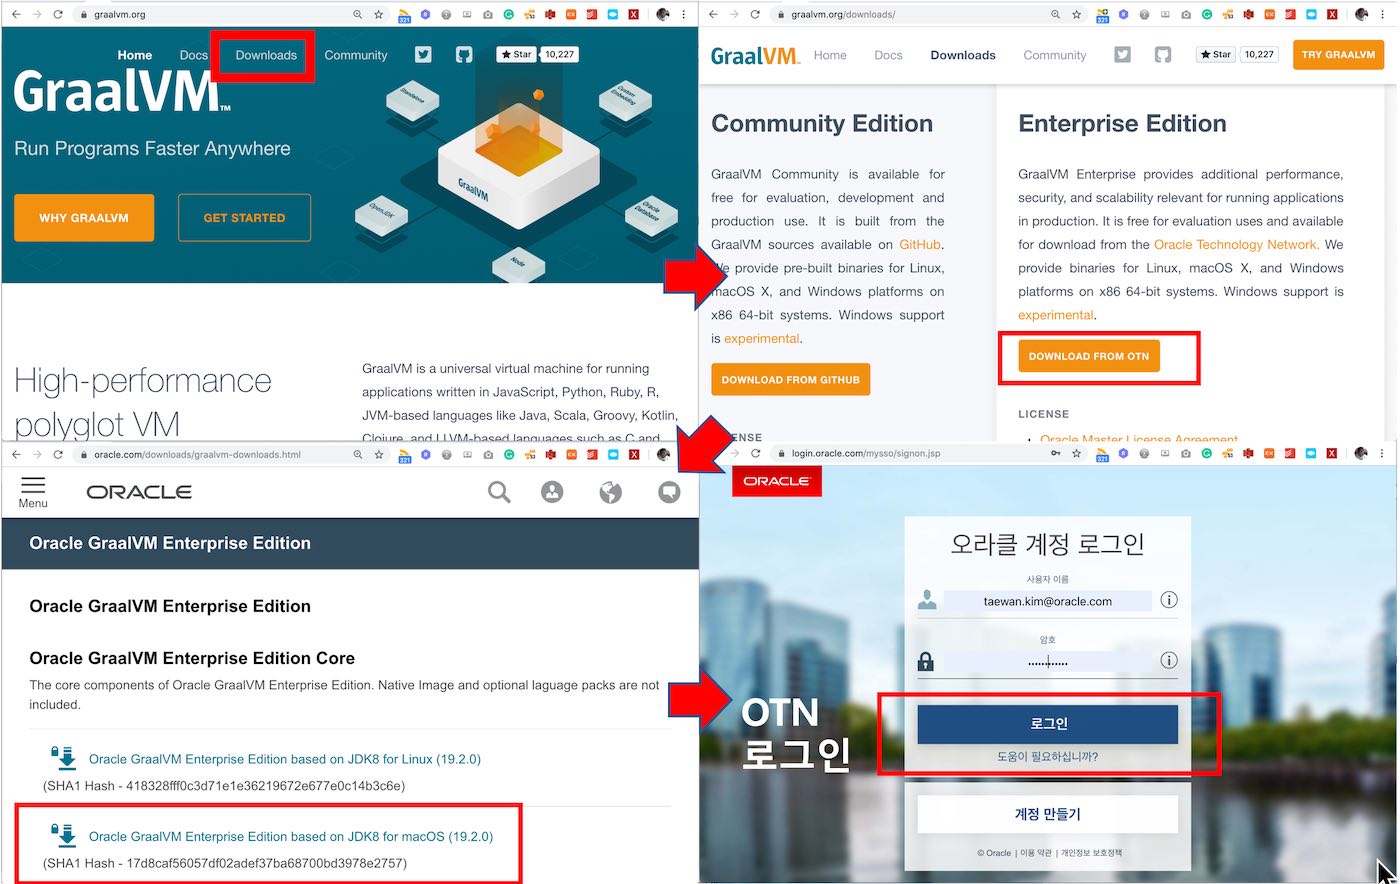 graalvm.org
321
53
EX
X
Home
Docs
Downloads
Community
Star
10,227
GraalVM™
Run Programs Faster Anywhere
WHY GRAALVM
GET STARTED
Standalone
Custom Embedding
GraalVM
OpenJDK
Oracle Database
Node
High-performance
polyglot VM
GraalVM is a universal virtual machine for running
applications written in JavaScript, Python, Ruby, R,
JVM-based languages like Java, Scala, Groovy, Kotlin,
Clojure, and LLVM-based languages such as C and
graalvm.org/downloads/
321
53
EX
X
GraalVM™
Home
Docs
Downloads
Community
Star
10,227
TRY GRAALVM
Community Edition
GraalVM Community is available for
free for evaluation, development and
production use. It is built from the
GraalVM sources available on GitHub.
We provide pre-built binaries for Linux,
macOS X, and Windows platforms on
x86 64-bit systems. Windows support
is experimental.
DOWNLOAD FROM GITHUB
ENSE
Enterprise Edition
GraalVM Enterprise provides additional performance,
security, and scalability relevant for running applications
in production. It is free for evaluation uses and available
for download from the Oracle Technology Network. We
provide binaries for Linux, macOS X, and Windows
platforms on x86 64-bit systems. Windows support is
experimental.
DOWNLOAD FROM OTN
LICENSE
Oracle Master License Agreement
oracle.com/downloads/graalvm-downloads.html
321
53
EX
X
Menu
ORACLE
Oracle GraalVM Enterprise Edition
Oracle GraalVM Enterprise Edition
Oracle GraalVM Enterprise Edition Core
The core components of Oracle GraalVM Enterprise Edition. Native Image and optional laguage packs are not
included.
Oracle GraalVM Enterprise Edition based on JDK8 for Linux (19.2.0)
(SHA1 Hash - 418328fff0c3d71e1e36219672e677e0c14b3c6e)
Oracle GraalVM Enterprise Edition based on JDK8 for macOS (19.2.0)
(SHA1 Hash - 17d8caf56057df02adef37ba68700bd3978e2757)
login.oracle.com/mysso/signon.jsp
321
53
EX
X
ORACLE
오라클 계정 로그인
사용자 이름
taewan.kim@oracle.com
암호
로그인
도움이 필요하십니까?
계정 만들기
© Oracle | 이용 약관 | 개인정보 보호정책
OTN
로그인